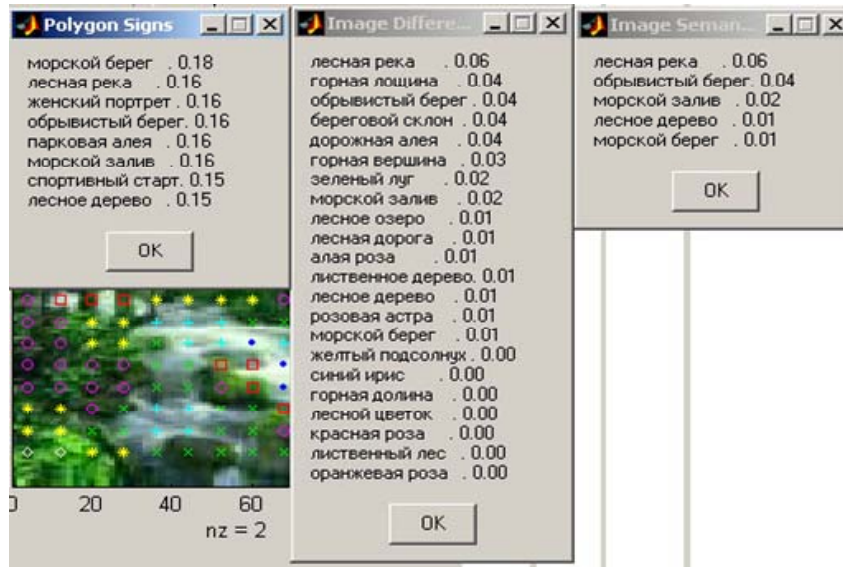 Polygon Signs
морской берег . 0.18
лесная река . 0.16
женский портрет . 0.16
обрывистый берег. 0.16
парковая алея . 0.16
морской залив . 0.16
спортивный старт. 0.15
лесное дерево . 0.15
OK
Image Differe...
лесная река . 0.06
горная лощина . 0.04
обрывистый берег. 0.04
береговой склон . 0.04
дорожная алея . 0.04
горная вершина . 0.03
зеленый луг . 0.02
морской залив . 0.02
лесное озеро . 0.01
лесная дорога . 0.01
алая роза . 0.01
лиственное дерево. 0.01
лесное дерево . 0.01
розовая астра . 0.01
морской берег . 0.01
желтый подсолнух . 0.00
синий ирис . 0.00
горная долина . 0.00
лесной цветок . 0.00
красная роза . 0.00
лиственный лес . 0.00
оранжевая роза . 0.00
OK
Image Seman...
лесная река . 0.06
обрывистый берег. 0.04
морской залив . 0.02
лесное дерево . 0.01
морской берег . 0.01
OK
0 20 40 60
nz = 2